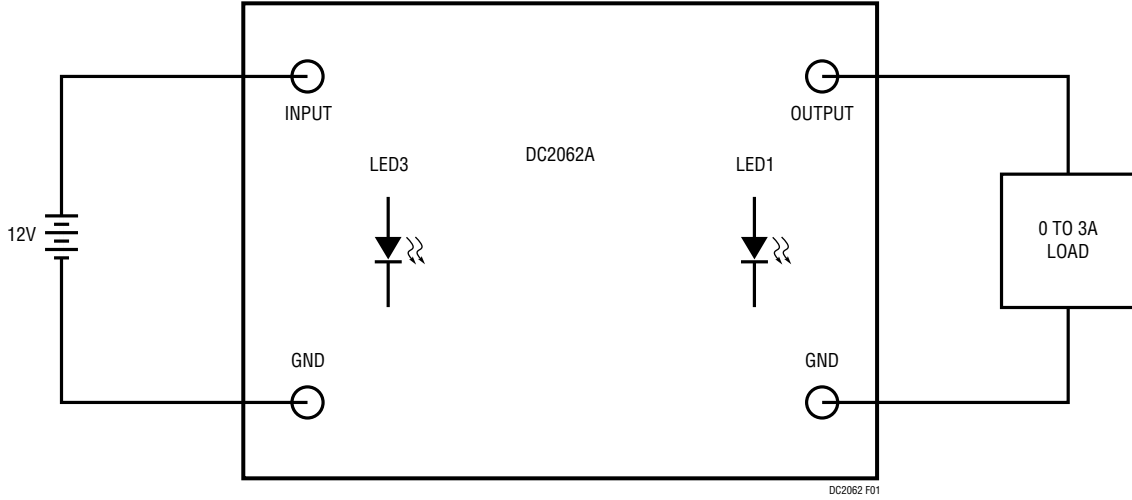 INPUT
OUTPUT
DC2062A
LED3
LED1
12V
0 TO 3A
LOAD
GND
GND
DC2062 F01